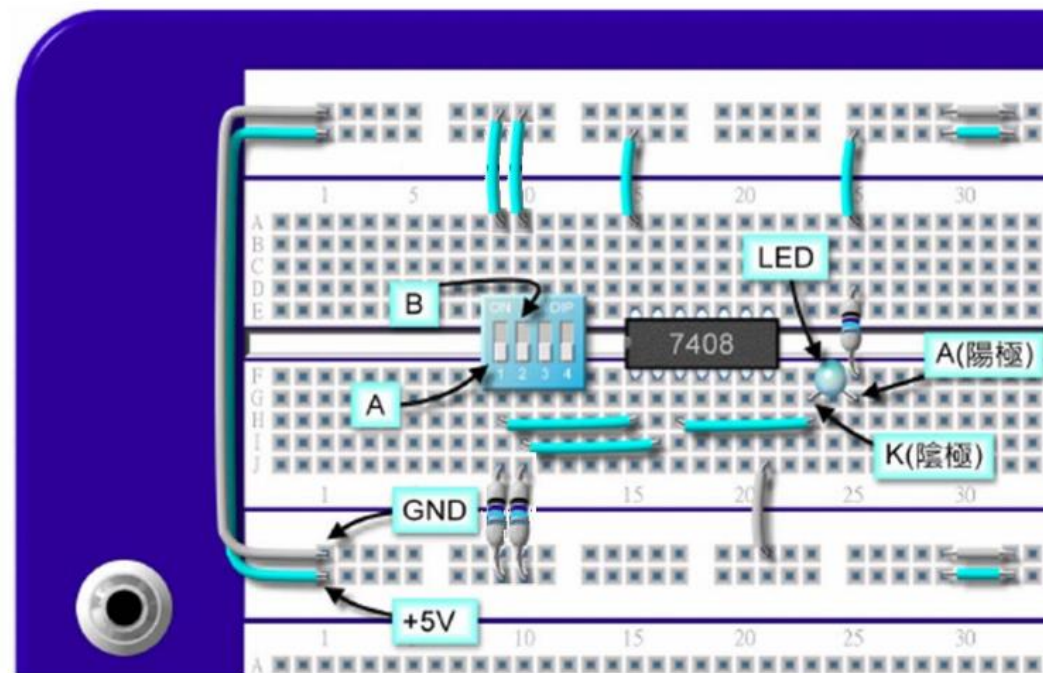 1 5 10 15 20 25 30
A
B
C
D
E
LED
B
ON DIP
7408
1 2 3 4
A(陽極)
A
F
G
H
I
J
K(陰極)
1 15 20 25 30
GND
+5V
1 10 15 20 25 30
A